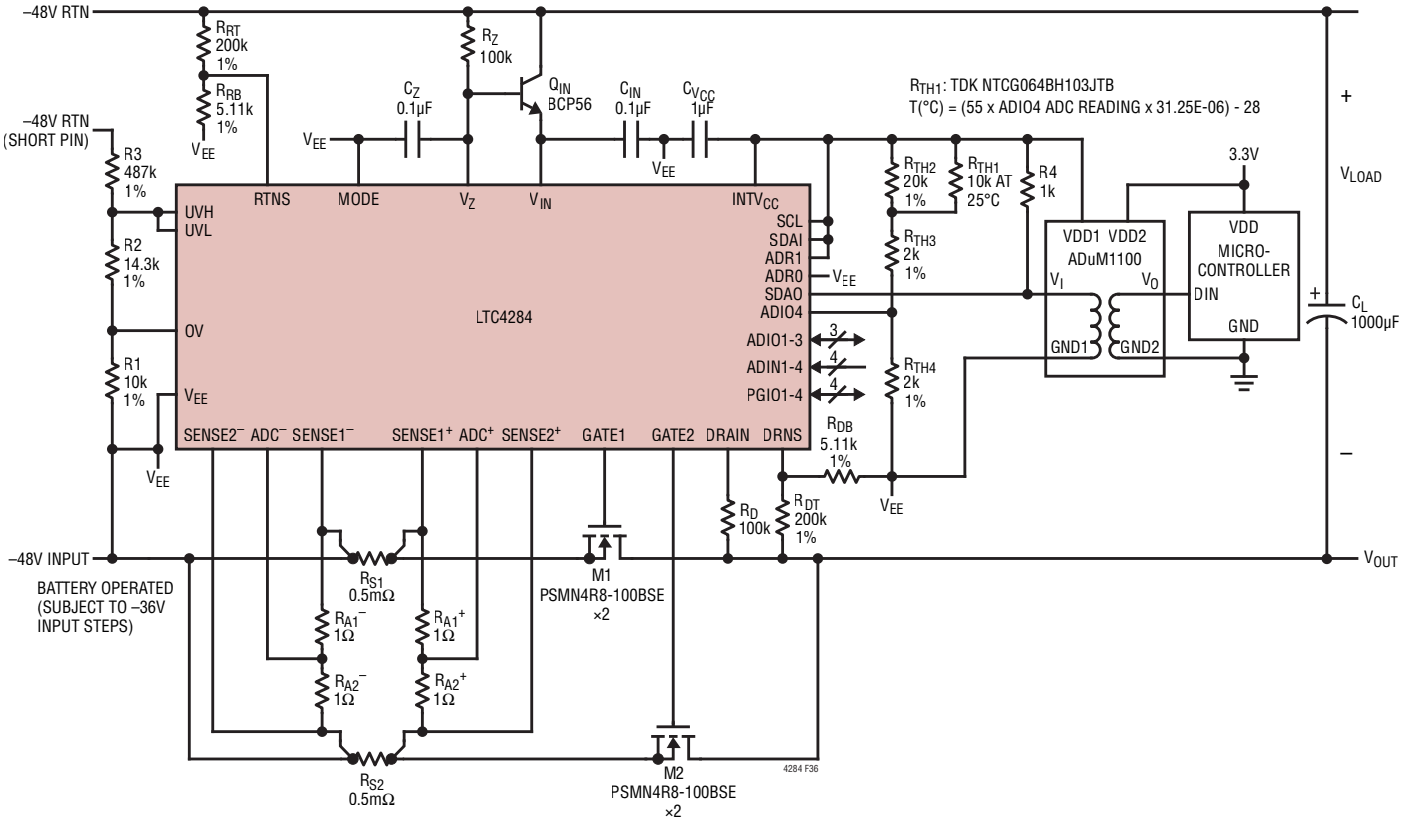 –48V RTN
R_RT
200k
1%
R_RB
5.11k
1%
V_EE
R_Z
100k
C_Z
0.1µF
V_EE
Q_IN
BCP56
C_IN
0.1µF
C_VCC
1µF
V_EE
R_TH1: TDK NTCG064BH103JTB
T(°C) = (55 x ADIO4 ADC READING x 31.25E-06) - 28
–48V RTN
(SHORT PIN)
R3
487k
1%
R2
14.3k
1%
R1
10k
1%
V_EE
RTNS
MODE
V_Z
V_IN
INTV_CC
UVH
UVL
OV
V_EE
LTC4284
SCL
SDAI
ADR1
ADR0
V_EE
SDAO
ADIO4
ADIO1-3
3
ADIN1-4
4
PGIO1-4
4
SENSE2⁻
ADC⁻
SENSE1⁻
SENSE1⁺
ADC⁺
SENSE2⁺
GATE1
GATE2
DRAIN
DRNS
R_TH2
20k
1%
R_TH1
10k AT
25°C
R4
1k
R_TH3
2k
1%
R_TH4
2k
1%
R_DB
5.11k
1%
V_EE
R_D
100k
R_DT
200k
1%
3.3V
VDD1 VDD2
ADuM1100
V_I
V_O
GND1
GND2
VDD
MICRO-
CONTROLLER
DIN
GND
+
V_LOAD
–
+
C_L
1000µF
–48V INPUT
BATTERY OPERATED
(SUBJECT TO –36V
INPUT STEPS)
R_S1
0.5mΩ
M1
PSMN4R8-100BSE
×2
V_OUT
R_A1⁻
1Ω
R_A1⁺
1Ω
R_A2⁻
1Ω
R_A2⁺
1Ω
R_S2
0.5mΩ
M2
PSMN4R8-100BSE
×2
4284 F36